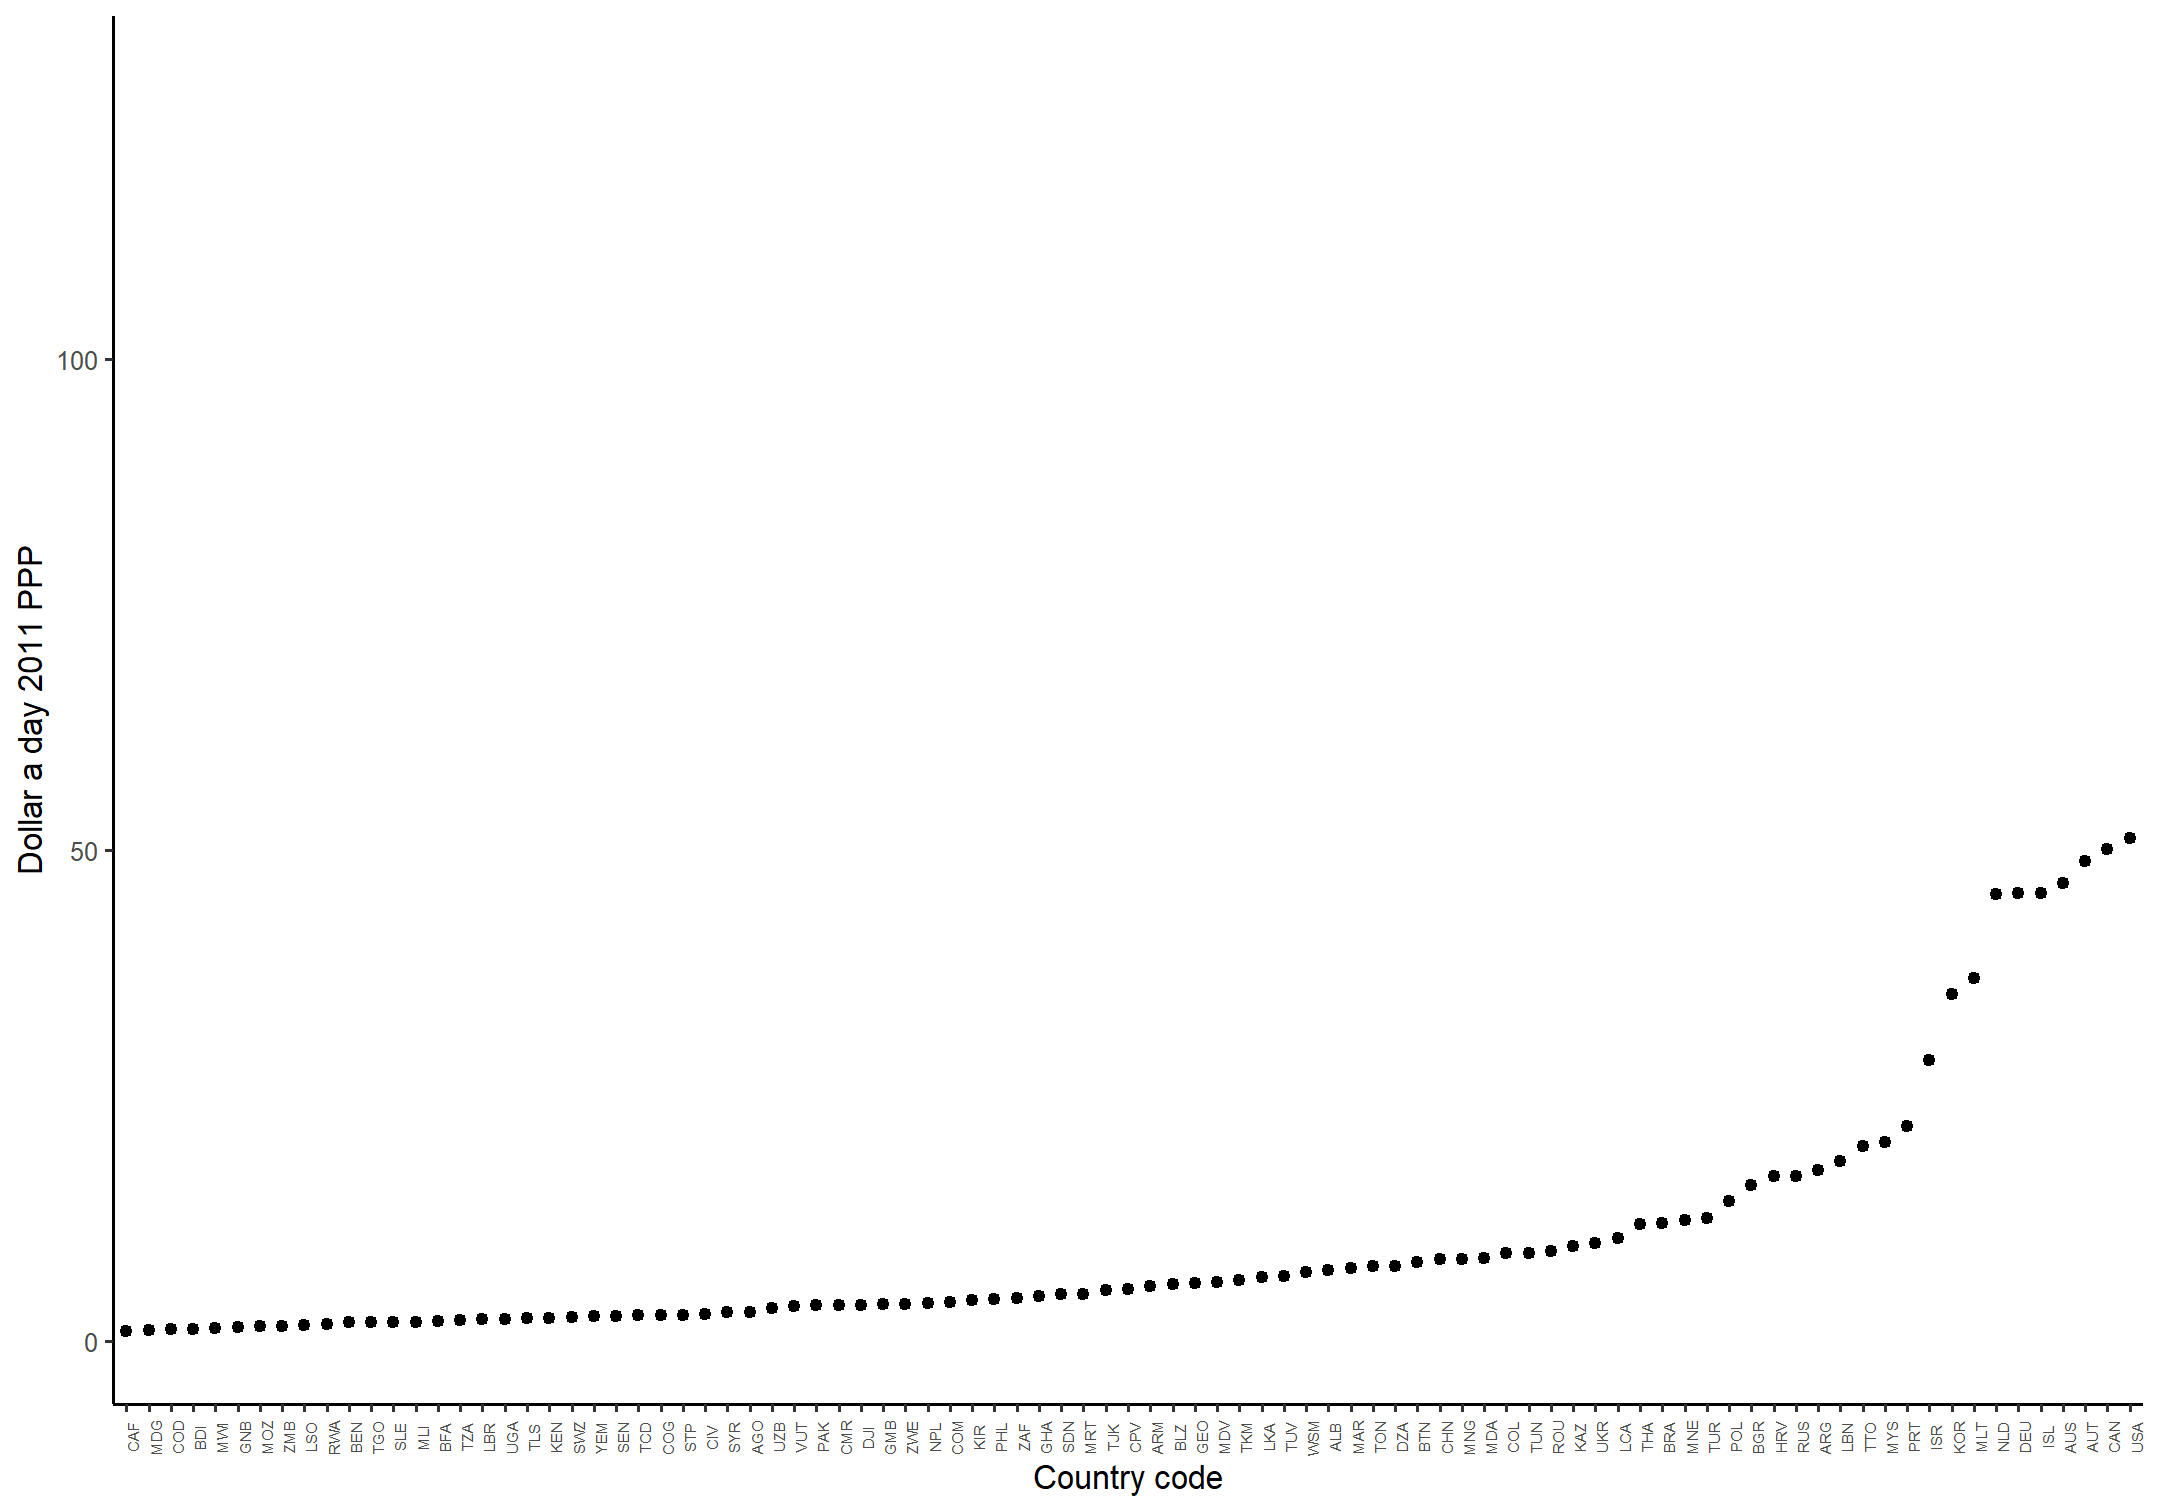 Dollar a day 2011 PPP
100
50
0
CAF MDG COD BDI MWI GNB MOZ ZMB LSO RWA BEN TGO SLE MLI BFA TZA LBR UGA TLS KEN SWZ YEM SEN TCD COG STP CIV SYR AGO UZB VUT PAK CMR DJI GMB ZWE NPL COM KIR PHL ZAF GHA SDN MRT TJK CPV ARM BLZ GEO MDV TKM LKA TUV WSM ALB MAR TON DZA BTN CHN MNG MDA COL TUN ROU KAZ UKR LCA THA BRA MNE TUR POL BGR HRV RUS ARG LBN TTO MYS PRT ISR KOR MLT NLD DEU ISL AUS AUT CAN USA
Country code